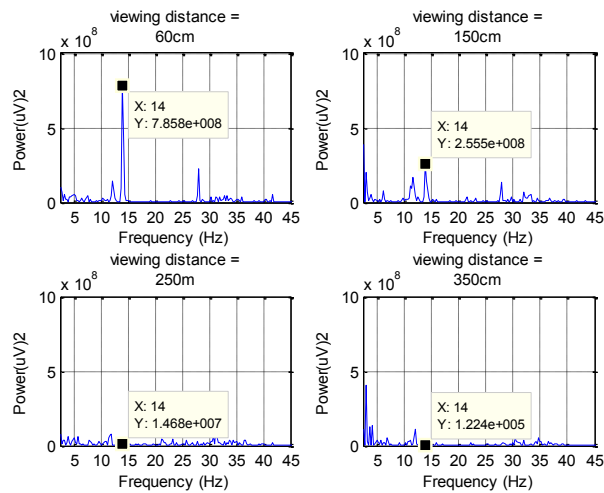 viewing distance =
60cm
x 10
8
10
5
0
Power(uV)2
X: 14
Y: 7.858e+008
5 10 15 20 25 30 35 40 45
Frequency (Hz)
viewing distance =
150cm
x 10
8
10
5
0
Power(uV)2
X: 14
Y: 2.555e+008
5 10 15 20 25 30 35 40 45
Frequency (Hz)
viewing distance =
250m
x 10
8
10
5
0
Power(uV)2
X: 14
Y: 1.468e+007
5 10 15 20 25 30 35 40 45
Frequency (Hz)
viewing distance =
350cm
x 10
8
10
5
0
Power(uV)2
X: 14
Y: 1.224e+005
5 10 15 20 25 30 35 40 45
Frequency (Hz)